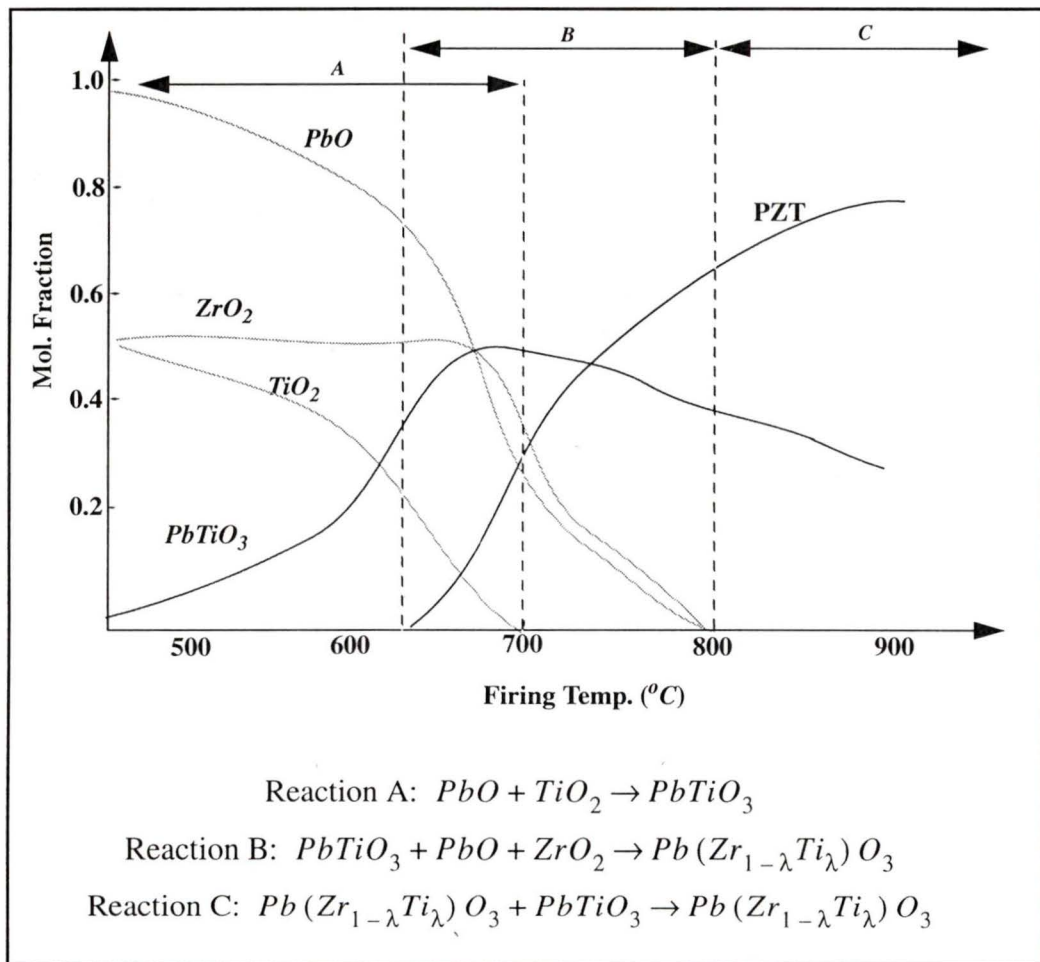 B
C
A
1.0
PbO
0.8
PZT
Mol. Fraction
0.6
ZrO2
0.4
TiO2
0.2
PbTiO3
500 600 700 800 900
Firing Temp. (°C)
Reaction A: PbO + TiO2 → PbTiO3
Reaction B: PbTiO3 + PbO + ZrO2 → Pb (Zr1 − λTiλ) O3
Reaction C: Pb (Zr1 − λTiλ) O3 + PbTiO3 → Pb (Zr1 − λTiλ) O3